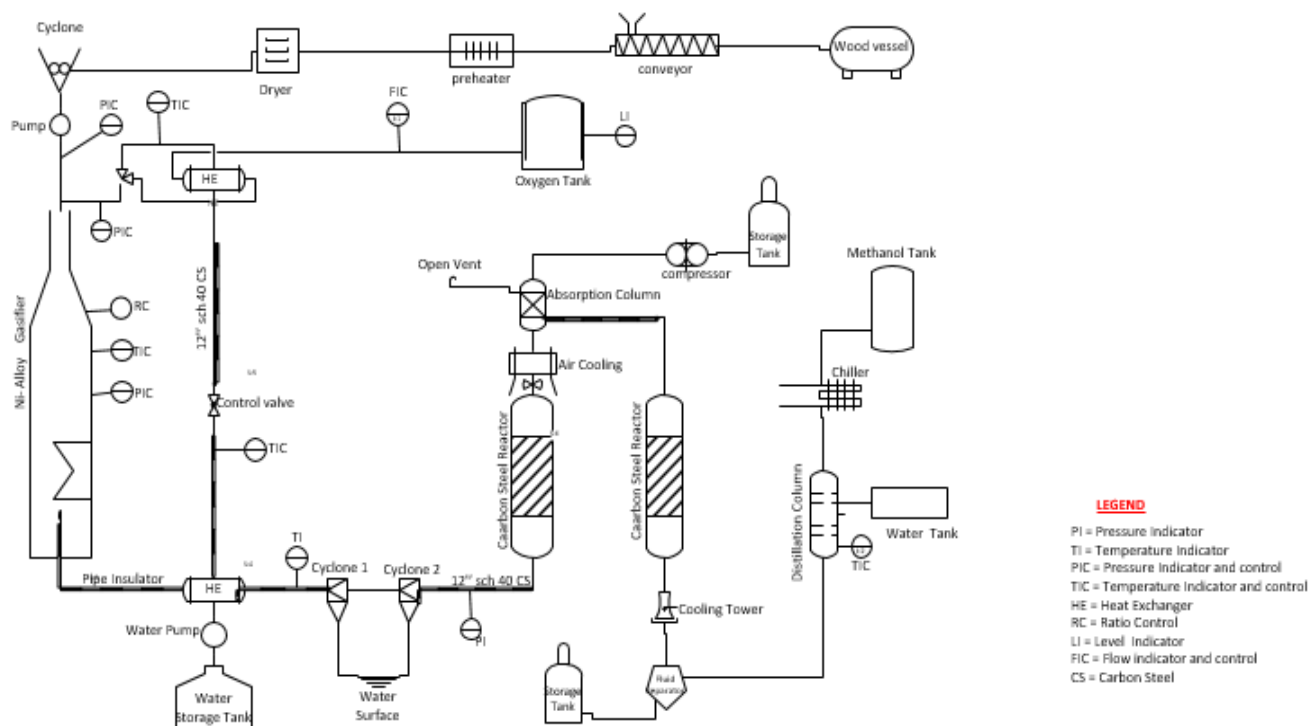 Cyclone
Wood vessel
conveyor
preheater
Dryer
PIC
TIC
FIC
LI
Pump
HE
Oxygen Tank
PIC
Storage
Tank
Methanol Tank
Open Vent
compressor
Absorption Column
12" sch 40 CS
Ni- Alloy Gasifier
RC
TIC
PIC
Air Cooling
Chiller
Control valve
TIC
Caarbon Steel Reactor
Caarbon Steel Reactor
Distillation Column
Water Tank
TIC
TI
Cyclone 1
Cyclone 2
12" sch 40 CS
Pipe Insulator
HE
PI
Cooling Tower
Water Pump
Water
Storage Tank
Water
Surface
Storage
Tank
Fluid
separator
LEGEND
PI = Pressure Indicator
TI = Temperature Indicator
PIC = Pressure Indicator and control
TIC = Temperature Indicator and control
HE = Heat Exchanger
RC = Ratio Control
LI = Level Indicator
FIC = Flow indicator and control
CS = Carbon Steel